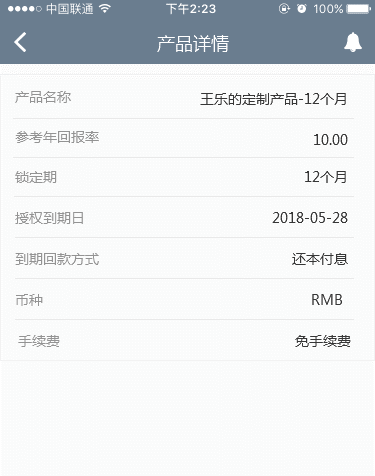 中国联通 下午2:23 100%
产品详情
产品名称 王乐的定制产品-12个月
参考年回报率 10.00
锁定期 12个月
授权到期日 2018-05-28
到期回款方式 还本付息
币种 RMB
手续费 免手续费